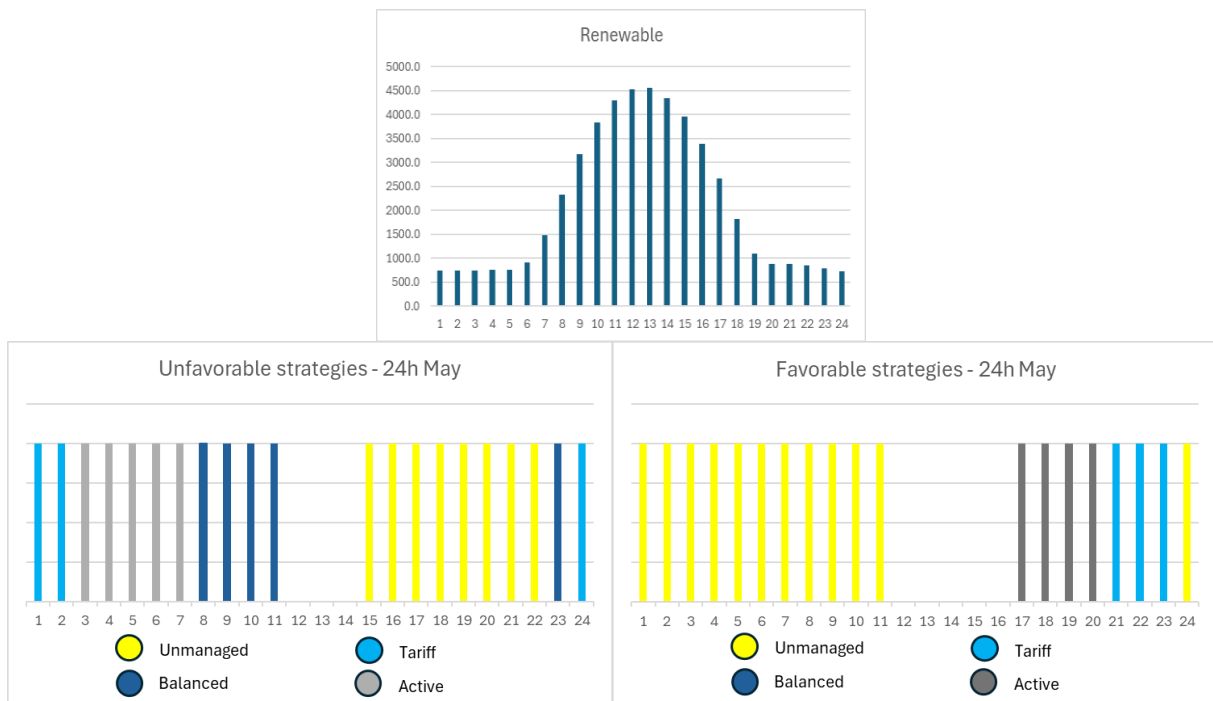 Renewable
5000.0
4500.0
4000.0
3500.0
3000.0
2500.0
2000.0
1500.0
1000.0
500.0
0.0
1 2 3 4 5 6 7 8 9 10 11 12 13 14 15 16 17 18 19 20 21 22 23 24
Unfavorable strategies - 24h May
1 2 3 4 5 6 7 8 9 10 11 12 13 14 15 16 17 18 19 20 21 22 23 24
Unmanaged Tariff
Balanced Active
Favorable strategies - 24h May
1 2 3 4 5 6 7 8 9 10 11 12 13 14 15 16 17 18 19 20 21 22 23 24
Unmanaged Tariff
Balanced Active